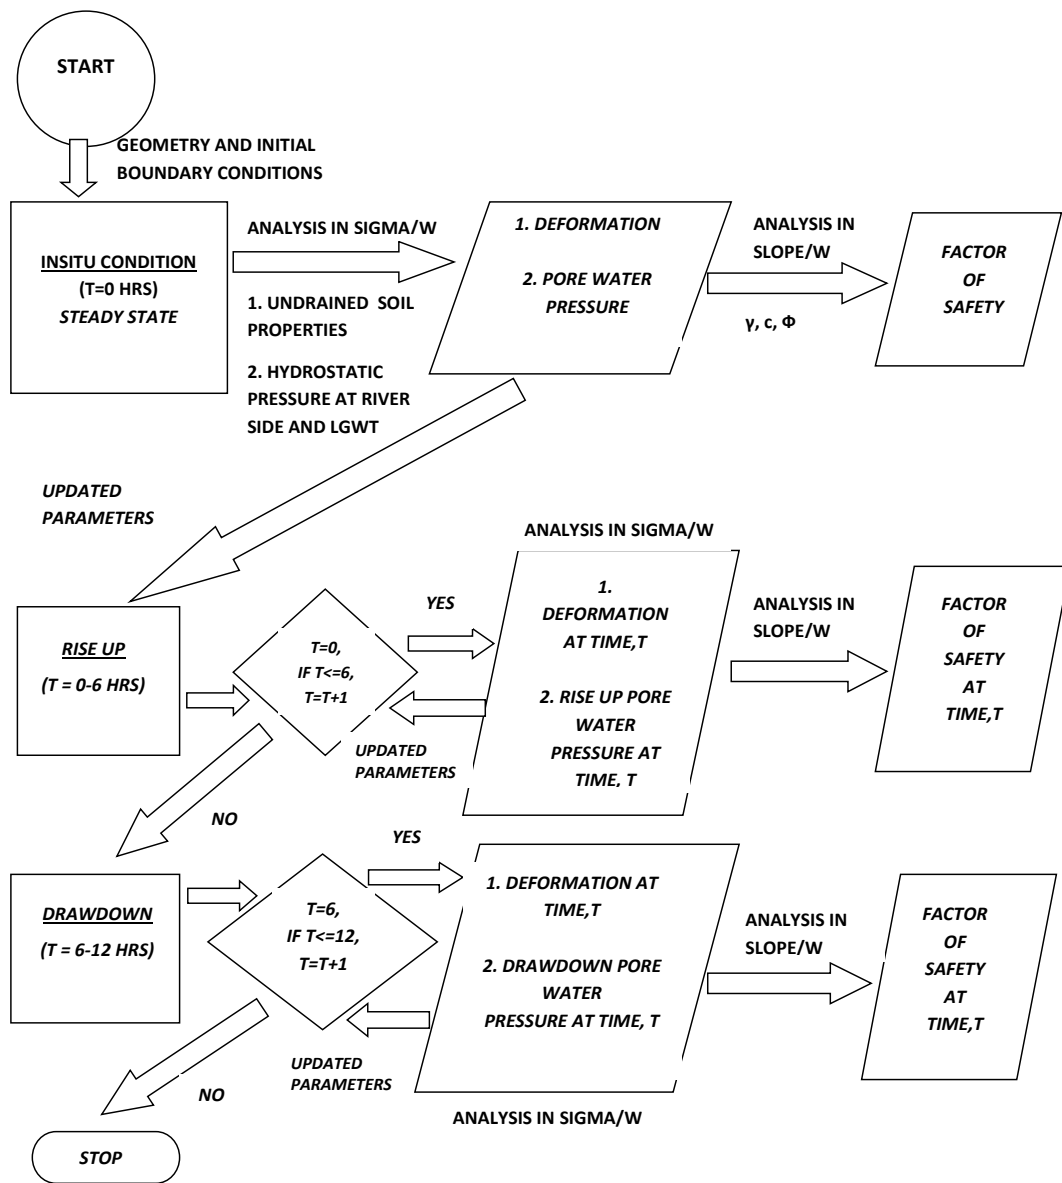 START
GEOMETRY AND INITIAL
BOUNDARY CONDITIONS
INSITU CONDITION
(T=0 HRS)
STEADY STATE
ANALYSIS IN SIGMA/W
1. UNDRAINED SOIL
PROPERTIES
2. HYDROSTATIC
PRESSURE AT RIVER
SIDE AND LGWT
1. DEFORMATION
2. PORE WATER
PRESSURE
ANALYSIS IN
SLOPE/W
γ, c, Φ
FACTOR
OF
SAFETY
UPDATED
PARAMETERS
RISE UP
(T = 0-6 HRS)
T=0,
IF T<=6,
T=T+1
YES
UPDATED
PARAMETERS
NO
ANALYSIS IN SIGMA/W
1.
DEFORMATION
AT TIME,T
2. RISE UP PORE
WATER
PRESSURE AT
TIME, T
ANALYSIS IN
SLOPE/W
FACTOR
OF
SAFETY
AT
TIME,T
DRAWDOWN
(T = 6-12 HRS)
T=6,
IF T<=12,
T=T+1
YES
UPDATED
PARAMETERS
NO
1. DEFORMATION AT
TIME,T
2. DRAWDOWN PORE
WATER
PRESSURE AT TIME, T
ANALYSIS IN SIGMA/W
ANALYSIS IN
SLOPE/W
FACTOR
OF
SAFETY
AT
TIME,T
STOP